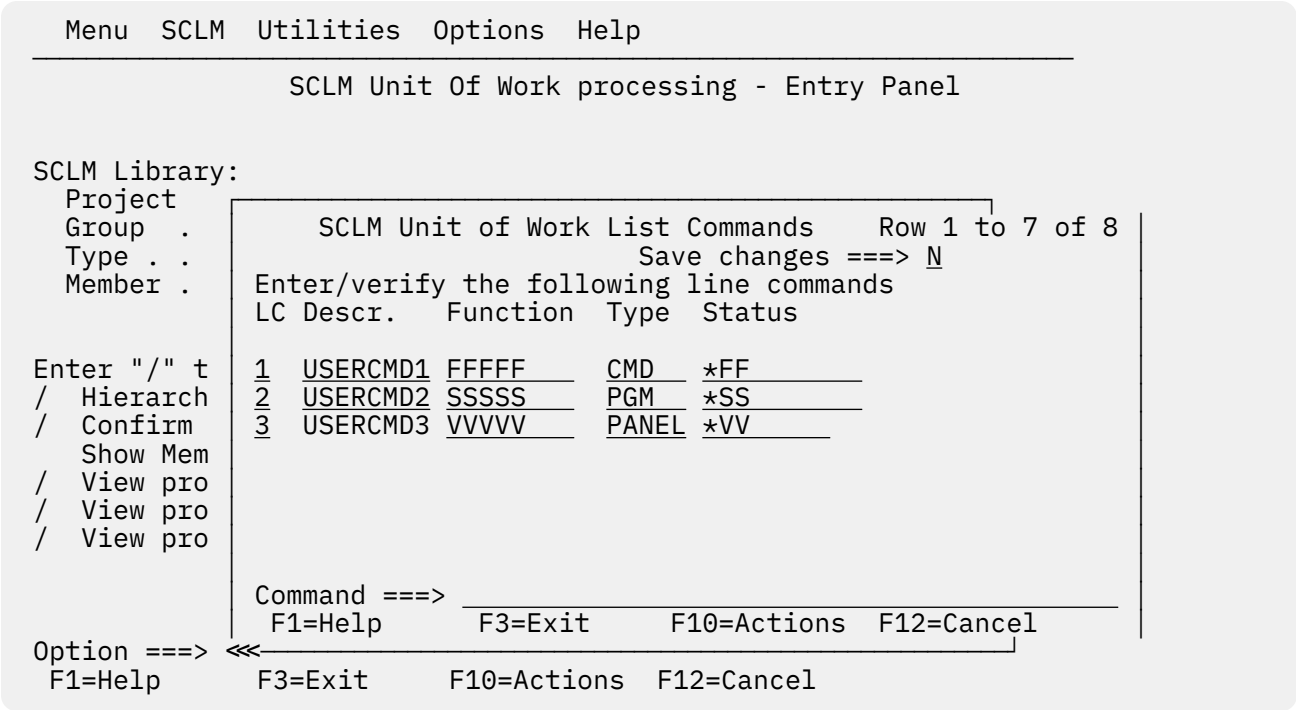 Menu  SCLM  Utilities  Options  Help
SCLM Unit Of Work processing - Entry Panel
SCLM Library:
Project
Group  .  SCLM Unit of Work List Commands    Row 1 to 7 of 8
Type . .  Save changes ===> N
Member .  Enter/verify the following line commands
LC Descr.   Function  Type  Status
Enter "/" t  1  USERCMD1 FFFFF  CMD  *FF
/  Hierarch  2  USERCMD2 SSSSS  PGM  *SS
/  Confirm  3  USERCMD3 VVVVV  PANEL *VV
Show Mem
/  View pro
/  View pro
/  View pro
Command ===>
F1=Help      F3=Exit     F10=Actions  F12=Cancel
Option ===> <<<
F1=Help      F3=Exit     F10=Actions  F12=Cancel